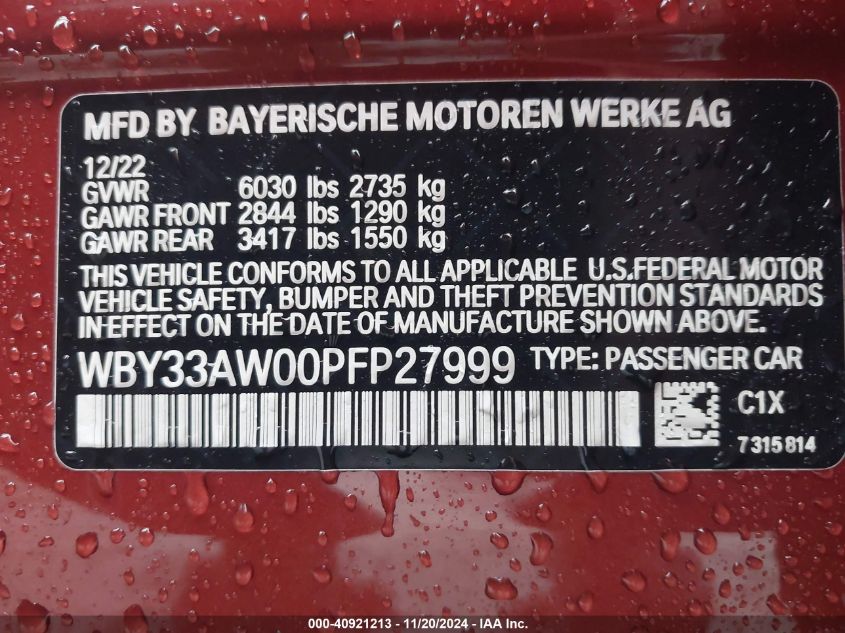 MFD BY BAYERISCHE MOTOREN WERKE AG
12/22
GVWR 6030 lbs 2735 kg
GAWR FRONT 2844 lbs 1290 kg
GAWR REAR 3417 lbs 1550 kg
THIS VEHICLE CONFORMS TO ALL APPLICABLE U.S.FEDERAL MOTOR
VEHICLE SAFETY, BUMPER AND THEFT PREVENTION STANDARDS
IN EFFECT ON THE DATE OF MANUFACTURE SHOWN ABOVE.
WBY33AW00PFP27999 TYPE: PASSENGER CAR
C1X
7315814
000-40921213 - 11/20/2024 - IAA Inc.